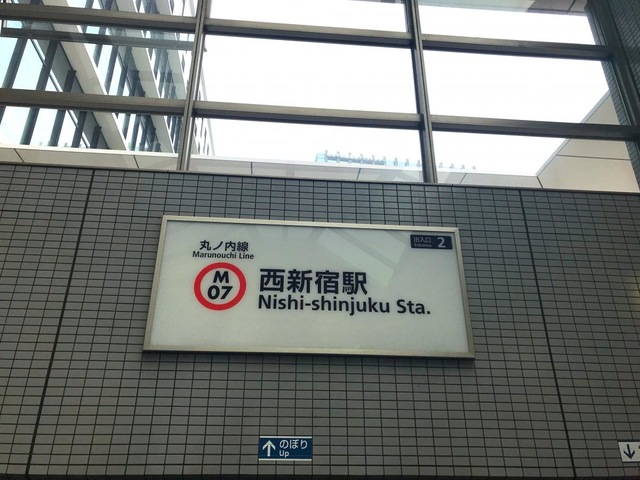 丸ノ内線
Marunouchi Line
出入口 2
Entrance
M
07
西新宿駅
Nishi-shinjuku Sta.
↑ のぼり
Up
↓